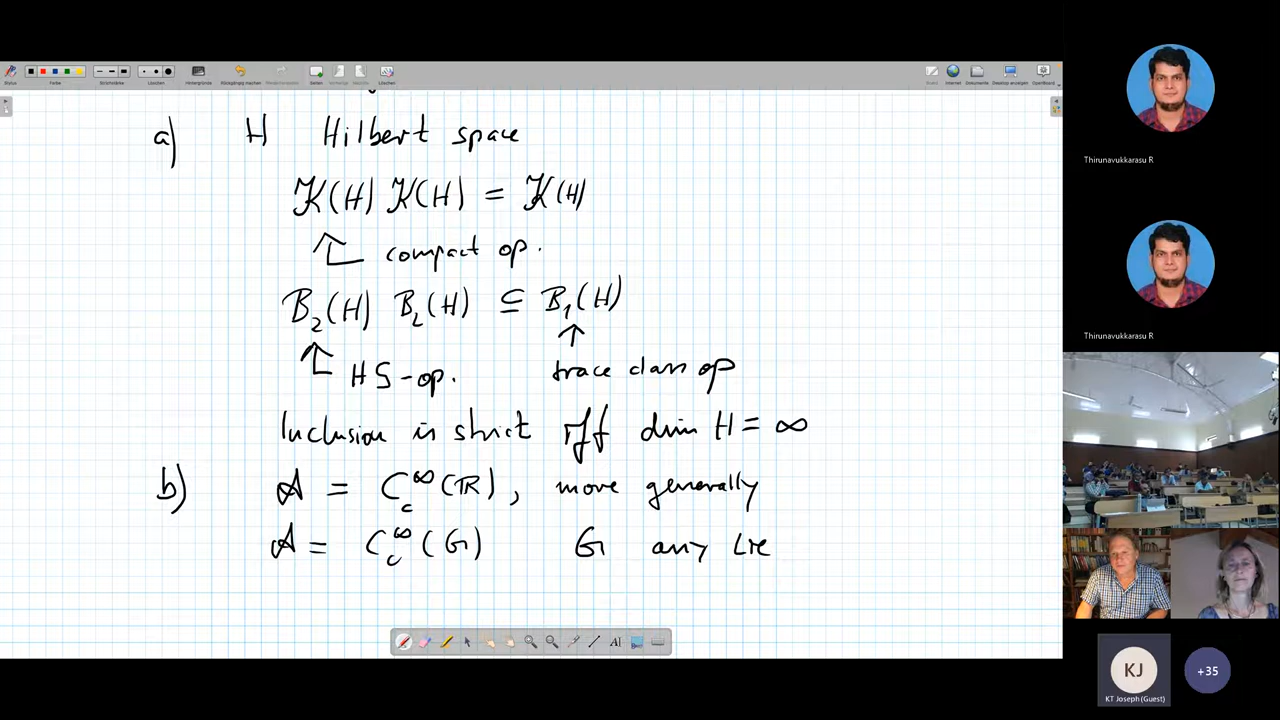 a) H Hilbert space
𝒦(H) 𝒦(H) = 𝒦(H)
compact op.
B₂(H) B₂(H) ⊆ B₁(H)
HS-op. trace class op
Inclusion is strict iff dim H = ∞
b) A = C_c^∞(ℝ), more generally
A = C_c^∞(G) G any Lie
Thirunavukkarasu R
Thirunavukkarasu R
KJ
KT Joseph (Guest)
+35